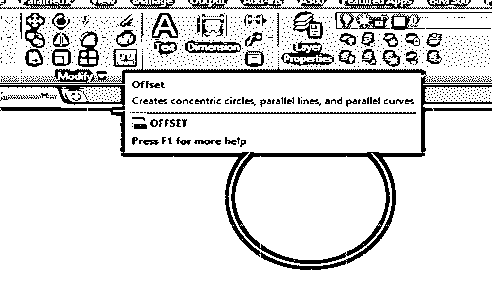 Text
Dimension
Layer
Properties
Modify
Offset
Creates concentric circles, parallel lines, and parallel curves
OFFSET
Press F1 for more help